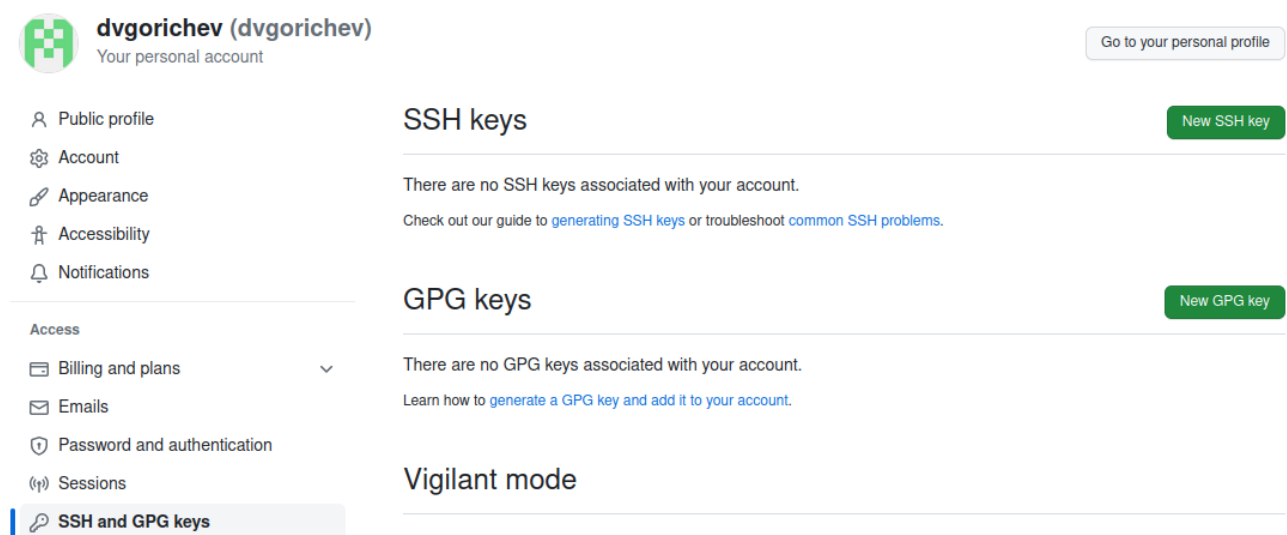 dvgorichev (dvgorichev)
Your personal account
Go to your personal profile
Public profile
Account
Appearance
Accessibility
Notifications
Access
Billing and plans
Emails
Password and authentication
Sessions
SSH and GPG keys
SSH keys
New SSH key
There are no SSH keys associated with your account.
Check out our guide to generating SSH keys or troubleshoot common SSH problems.
GPG keys
New GPG key
There are no GPG keys associated with your account.
Learn how to generate a GPG key and add it to your account.
Vigilant mode